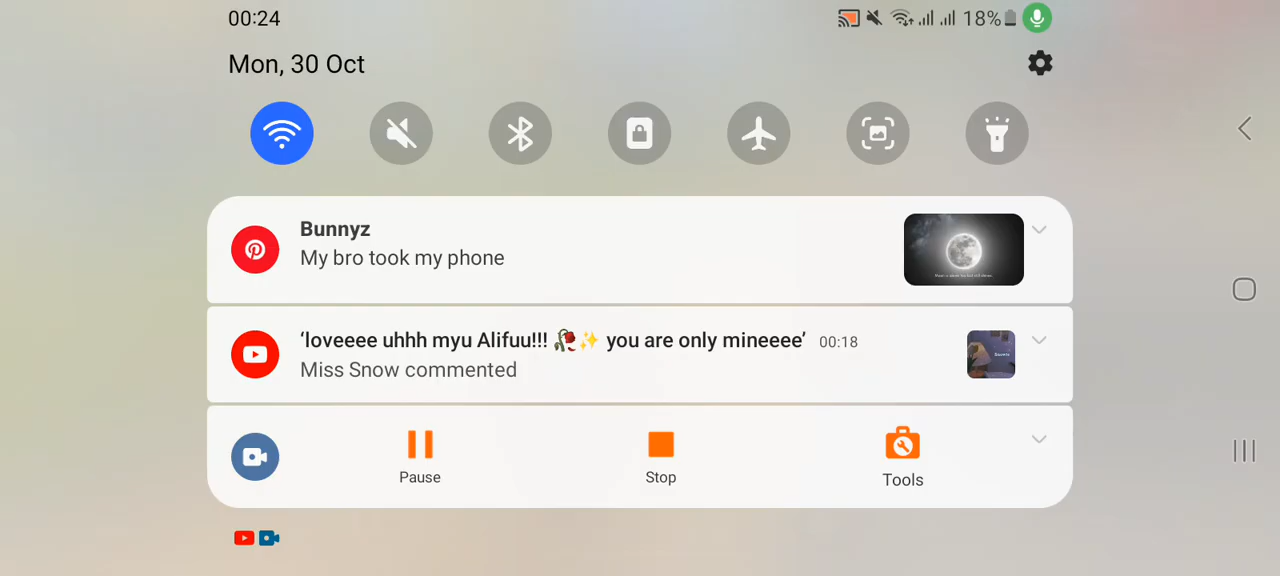 00:24
18%
Mon, 30 Oct
Bunnyz
My bro took my phone
‘loveeee uhhh myu Alifuu!!! 🥀✨ you are only mineeee’ 00:18
Miss Snow commented
Pause
Stop
Tools